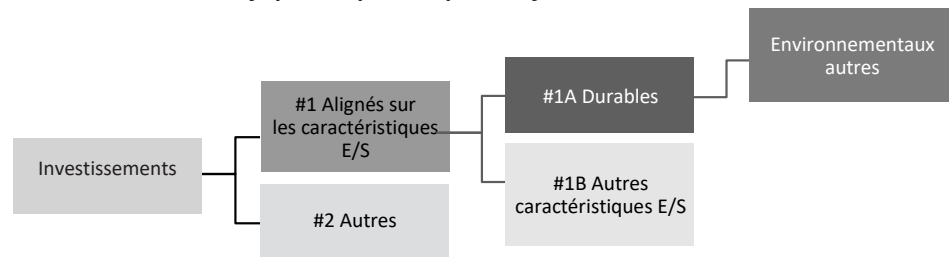 Investissements
#1 Alignés sur
les caractéristiques
E/S
#2 Autres
#1A Durables
#1B Autres
caractéristiques E/S
Environnementaux
autres